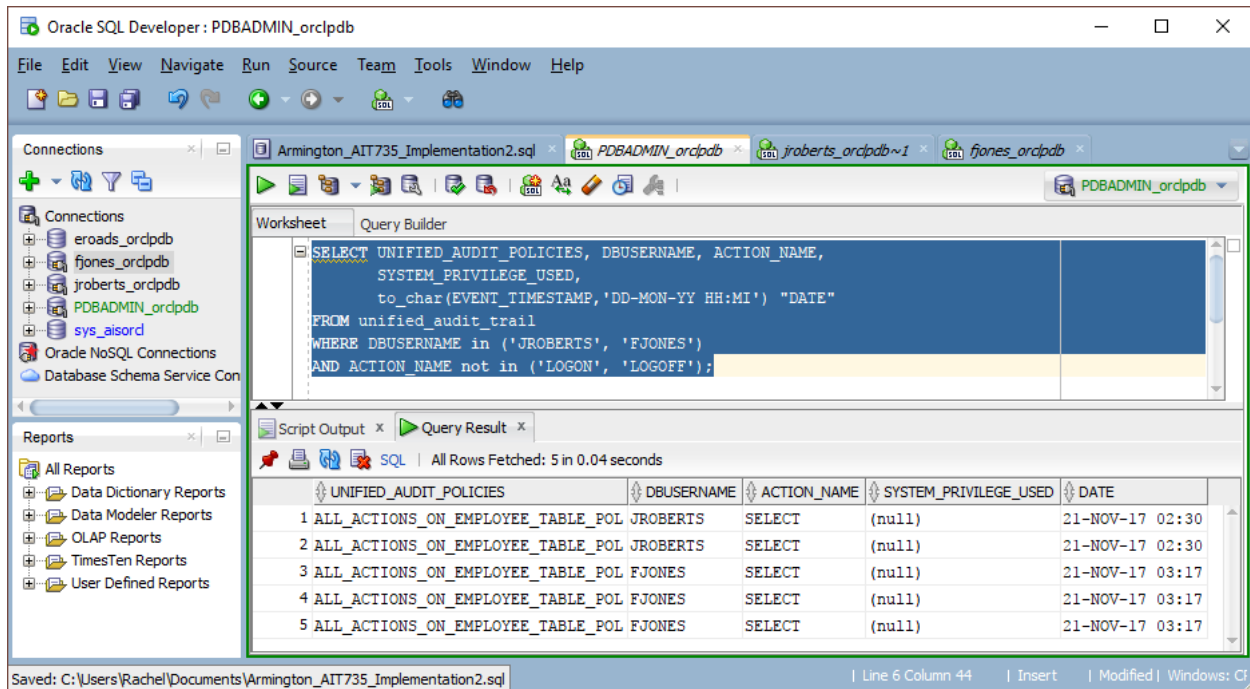 Oracle SQL Developer : PDBADMIN_orclpdb
File Edit View Navigate Run Source Team Tools Window Help
Connections
Armington_AIT735_Implementation2.sql
PDBADMIN_orclpdb
jroberts_orclpdb~1
fjones_orclpdb
PDBADMIN_orclpdb
Connections
eroads_orclpdb
fjones_orclpdb
jroberts_orclpdb
PDBADMIN_orclpdb
sys_aisorcl
Oracle NoSQL Connections
Database Schema Service Con
Worksheet Query Builder
SELECT UNIFIED_AUDIT_POLICIES, DBUSERNAME, ACTION_NAME,
SYSTEM_PRIVILEGE_USED,
to_char(EVENT_TIMESTAMP,'DD-MON-YY HH:MI') "DATE"
FROM unified_audit_trail
WHERE DBUSERNAME in ('JROBERTS', 'FJONES')
AND ACTION_NAME not in ('LOGON', 'LOGOFF');
Reports
All Reports
Data Dictionary Reports
Data Modeler Reports
OLAP Reports
TimesTen Reports
User Defined Reports
Script Output x Query Result x
SQL | All Rows Fetched: 5 in 0.04 seconds
UNIFIED_AUDIT_POLICIES DBUSERNAME ACTION_NAME SYSTEM_PRIVILEGE_USED DATE
1 ALL_ACTIONS_ON_EMPLOYEE_TABLE_POL JROBERTS SELECT (null) 21-NOV-17 02:30
2 ALL_ACTIONS_ON_EMPLOYEE_TABLE_POL JROBERTS SELECT (null) 21-NOV-17 02:30
3 ALL_ACTIONS_ON_EMPLOYEE_TABLE_POL FJONES SELECT (null) 21-NOV-17 03:17
4 ALL_ACTIONS_ON_EMPLOYEE_TABLE_POL FJONES SELECT (null) 21-NOV-17 03:17
5 ALL_ACTIONS_ON_EMPLOYEE_TABLE_POL FJONES SELECT (null) 21-NOV-17 03:17
Saved: C:\Users\Rachel\Documents\Armington_AIT735_Implementation2.sql
| Line 6 Column 44 | Insert | Modified | Windows: